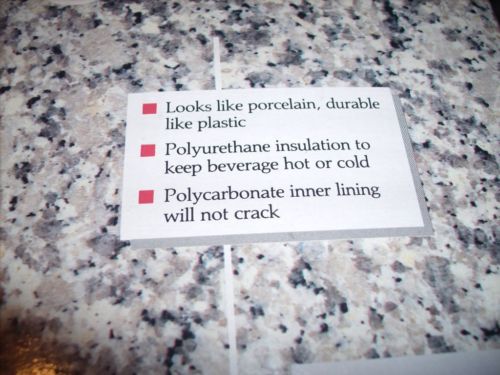 Looks like porcelain, durable
like plastic
Polyurethane insulation to
keep beverage hot or cold
Polycarbonate inner lining
will not crack